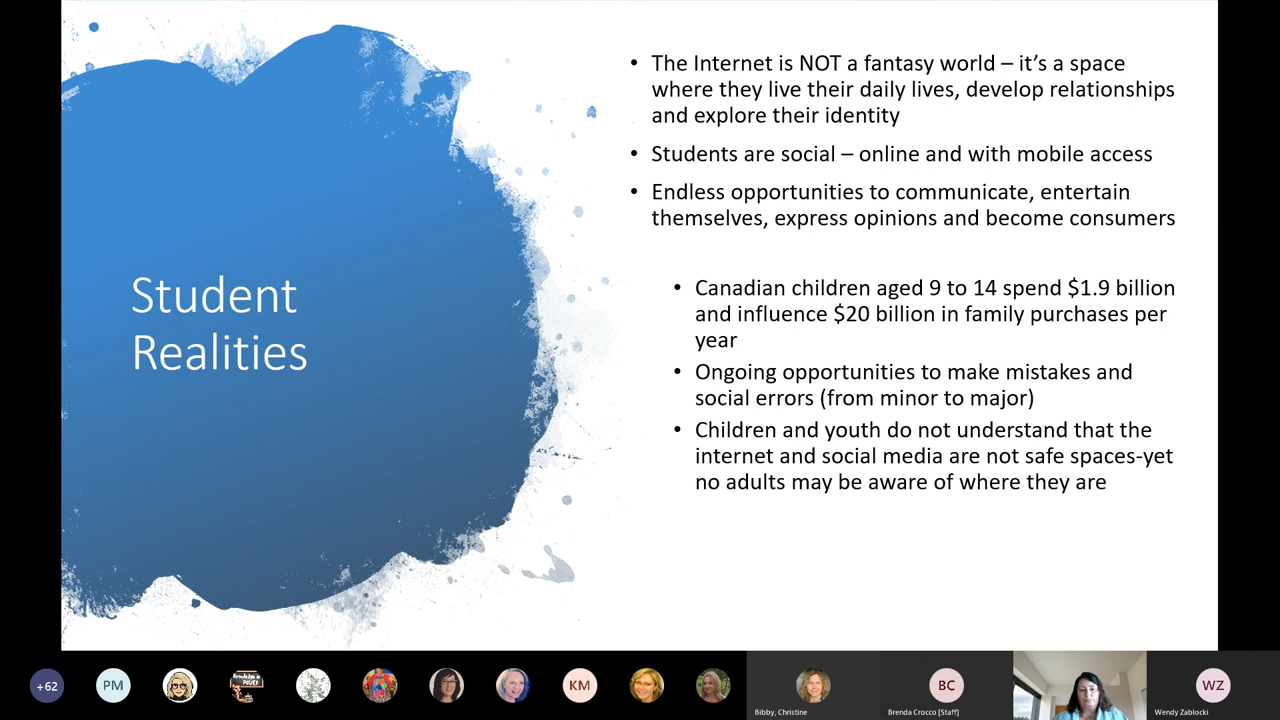 Student
Realities
• The Internet is NOT a fantasy world – it's a space
where they live their daily lives, develop relationships
and explore their identity
• Students are social – online and with mobile access
• Endless opportunities to communicate, entertain
themselves, express opinions and become consumers
• Canadian children aged 9 to 14 spend $1.9 billion
and influence $20 billion in family purchases per
year
• Ongoing opportunities to make mistakes and
social errors (from minor to major)
• Children and youth do not understand that the
internet and social media are not safe spaces-yet
no adults may be aware of where they are
+62
PM
Knowledge is
POWER
KM
BC
WZ
Bibby, Christine
Brenda Crocco [Staff]
Wendy Zablocki